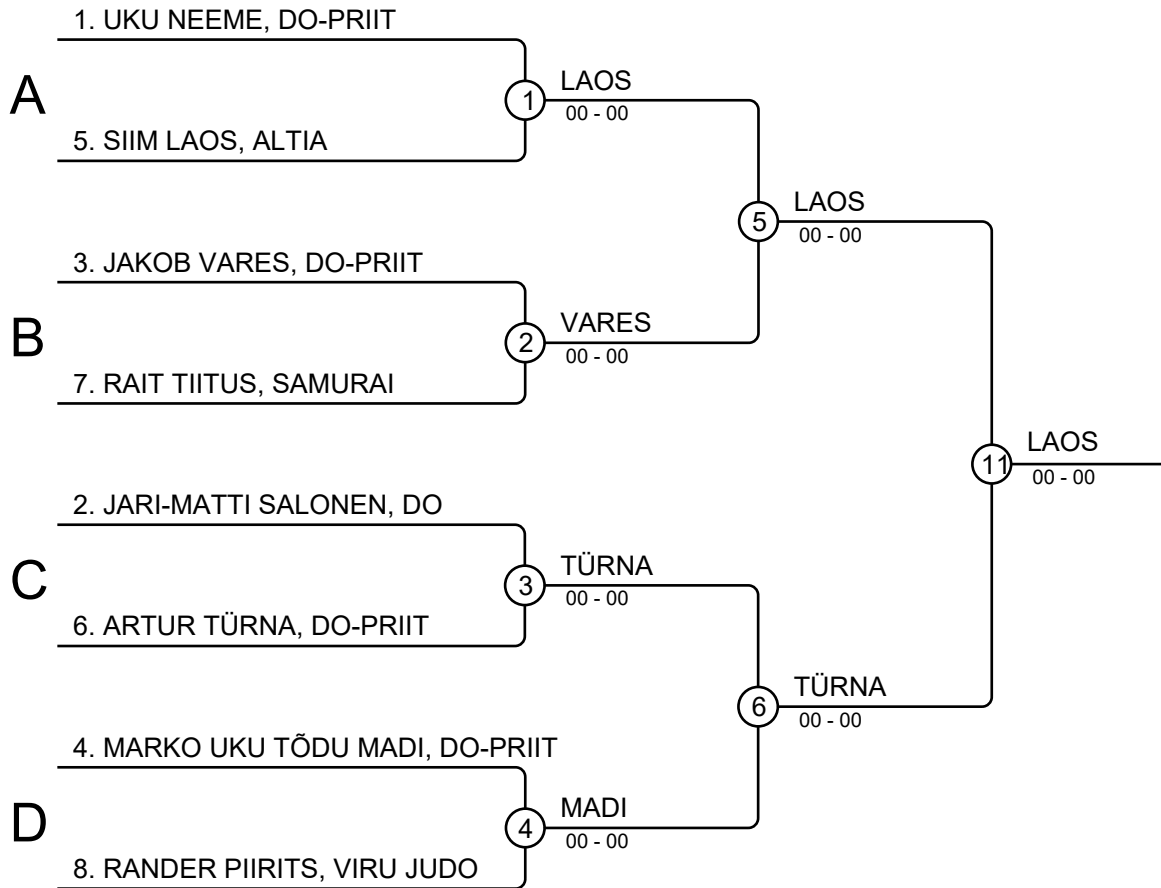 1. UKU NEEME, DO-PRIIT
A
1
LAOS
00 - 00
5. SIIM LAOS, ALTIA
5
LAOS
00 - 00
3. JAKOB VARES, DO-PRIIT
B
2
VARES
00 - 00
7. RAIT TIITUS, SAMURAI
11
LAOS
00 - 00
2. JARI-MATTI SALONEN, DO
C
3
TÜRNA
00 - 00
6. ARTUR TÜRNA, DO-PRIIT
6
TÜRNA
00 - 00
4. MARKO UKU TÕDU MADI, DO-PRIIT
D
4
MADI
00 - 00
8. RANDER PIIRITS, VIRU JUDO